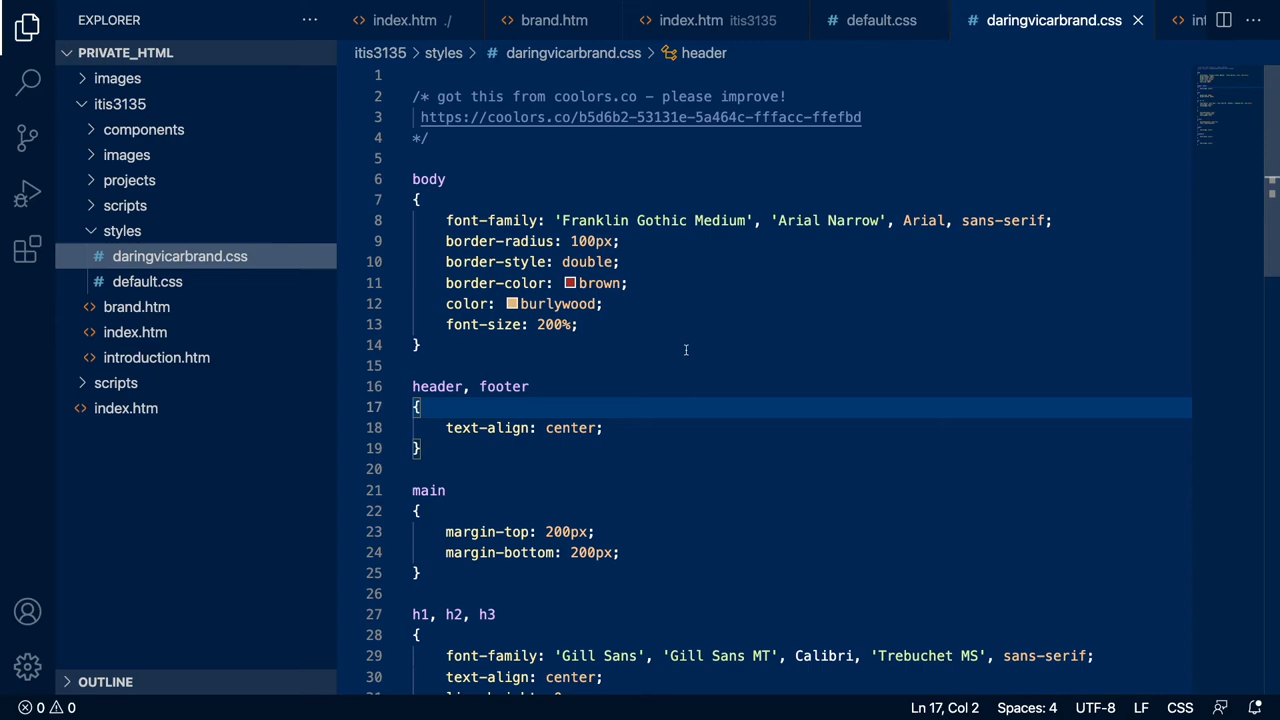 EXPLORER
PRIVATE_HTML
images
itis3135
components
images
projects
scripts
styles
# daringvicarbrand.css
# default.css
<> brand.htm
<> index.htm
<> introduction.htm
scripts
<> index.htm
OUTLINE
<> index.htm ./ <> brand.htm <> index.htm itis3135 # default.css # daringvicarbrand.css × <>
itis3135 > styles > # daringvicarbrand.css > header
1
2 /* got this from coolors.co – please improve!
3 https://coolors.co/b5d6b2-53131e-5a464c-fffacc-ffefbd
4 */
5
6 body
7 {
8 font-family: 'Franklin Gothic Medium', 'Arial Narrow', Arial, sans-serif;
9 border-radius: 100px;
10 border-style: double;
11 border-color: brown;
12 color: burlywood;
13 font-size: 200%;
14 }
15
16 header, footer
17 {
18 text-align: center;
19 }
20
21 main
22 {
23 margin-top: 200px;
24 margin-bottom: 200px;
25 }
26
27 h1, h2, h3
28 {
29 font-family: 'Gill Sans', 'Gill Sans MT', Calibri, 'Trebuchet MS', sans-serif;
30 text-align: center;
0 0 Ln 17, Col 2 Spaces: 4 UTF-8 LF CSS